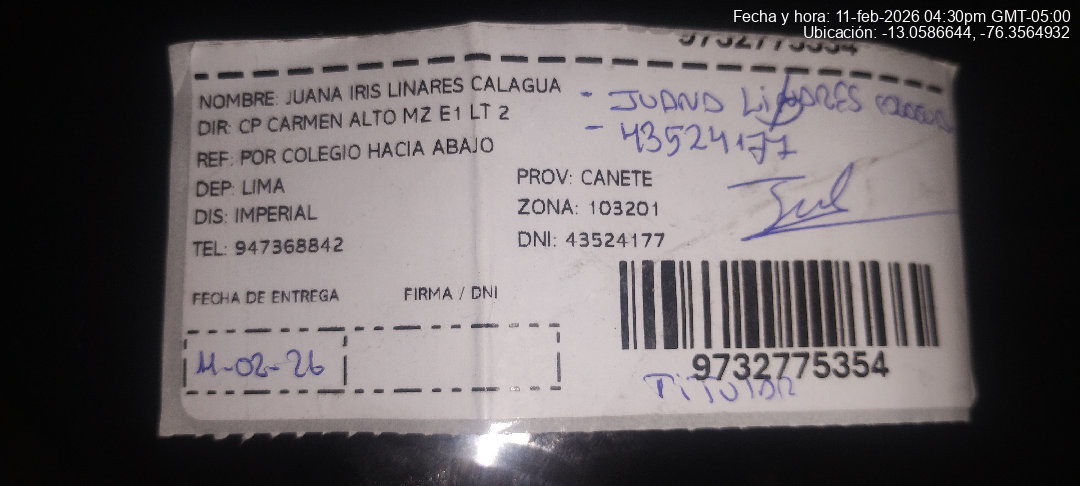 Fecha y hora: 11-feb-2026 04:30pm GMT-05:00
Ubicación: -13.0586644, -76.3564932
9732775354
NOMBRE: JUANA IRIS LINARES CALAGUA
DIR: CP CARMEN ALTO MZ E1 LT 2
REF: POR COLEGIO HACIA ABAJO
DEP: LIMA
DIS: IMPERIAL
TEL: 947368842
- JUANA LINARES
- 43524177
PROV: CANETE
ZONA: 103201
DNI: 43524177
FECHA DE ENTREGA
FIRMA / DNI
11-02-26
9732775354
TITULAR